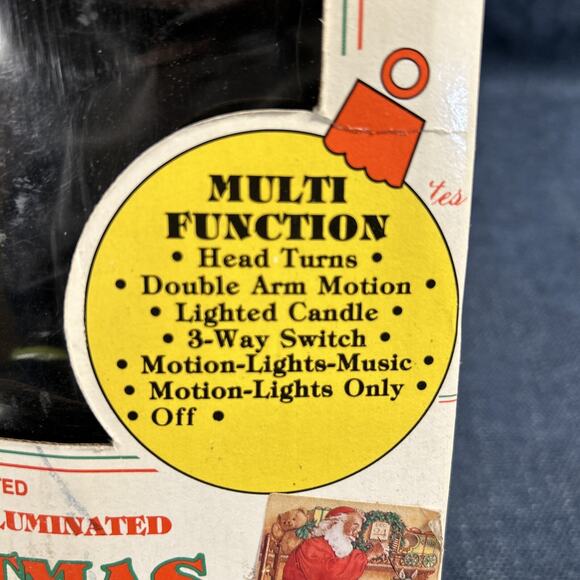 tes
MULTI
FUNCTION
• Head Turns •
• Double Arm Motion •
• Lighted Candle •
• 3-Way Switch •
• Motion-Lights-Music •
• Motion-Lights Only •
• Off •
TED
LUMINATED
TMAS